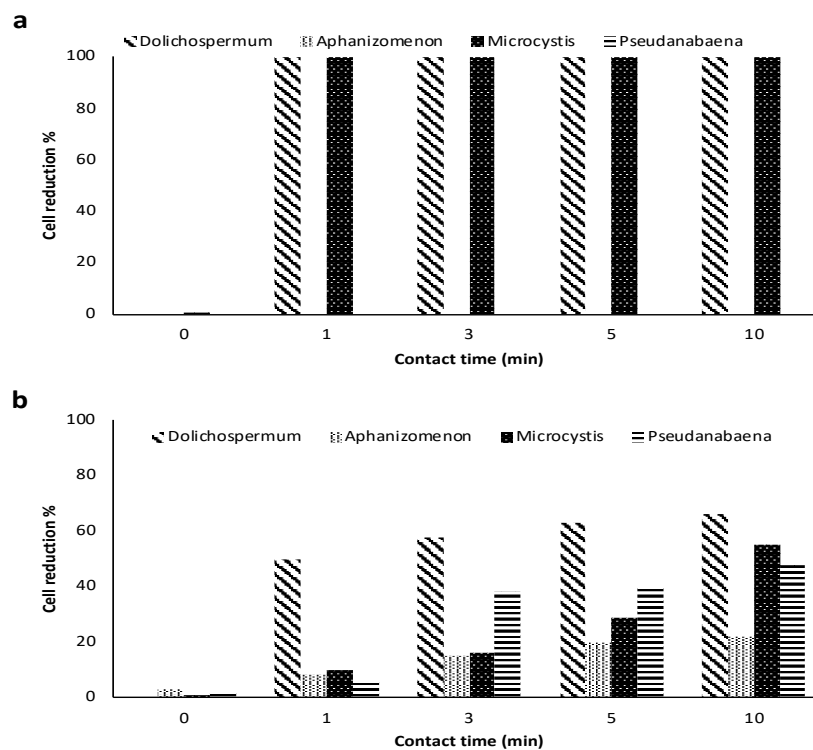 a
Dolichospermum Aphanizomenon Microcystis Pseudanabaena
100
80
60
40
20
0
Cell reduction %
0 1 3 5 10
Contact time (min)
b
100
Dolichospermum Aphanizomenon Microcystis Pseudanabaena
80
60
40
20
0
Cell reduction %
0 1 3 5 10
Contact time (min)